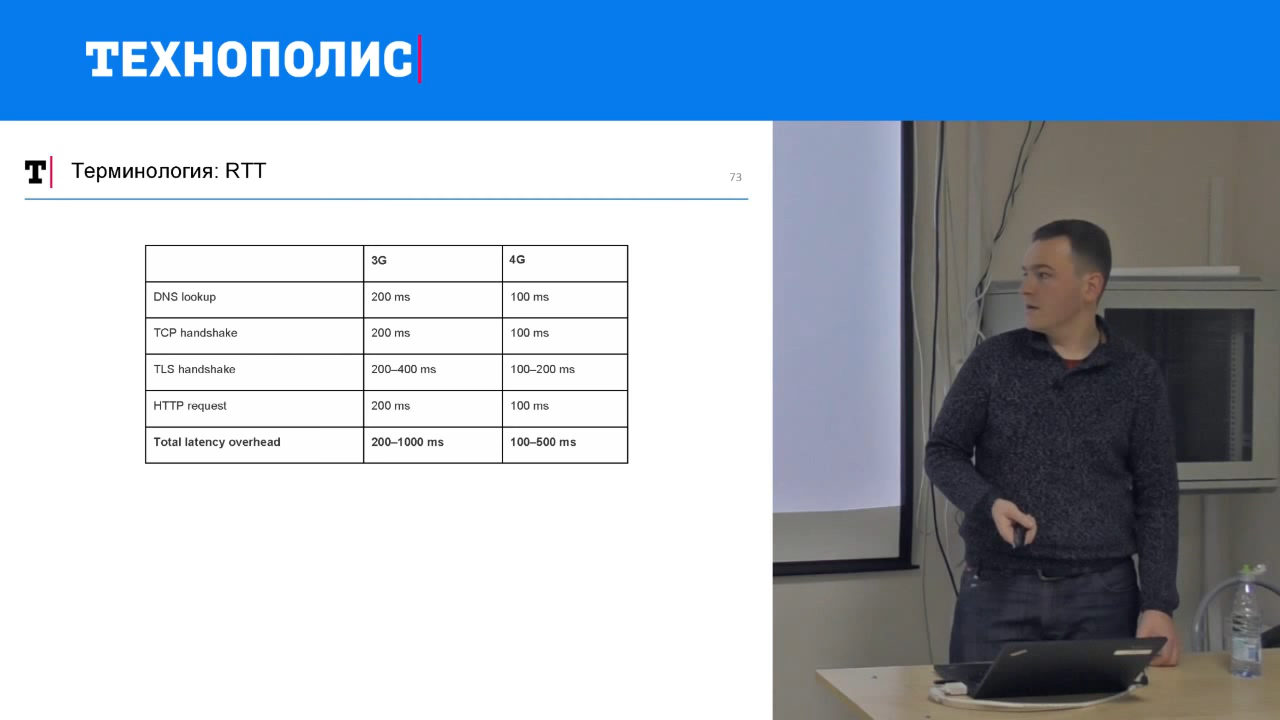 ТЕХНОПОЛИС
Т Терминология: RTT
73
3G 4G
DNS lookup 200 ms 100 ms
TCP handshake 200 ms 100 ms
TLS handshake 200–400 ms 100–200 ms
HTTP request 200 ms 100 ms
Total latency overhead 200–1000 ms 100–500 ms